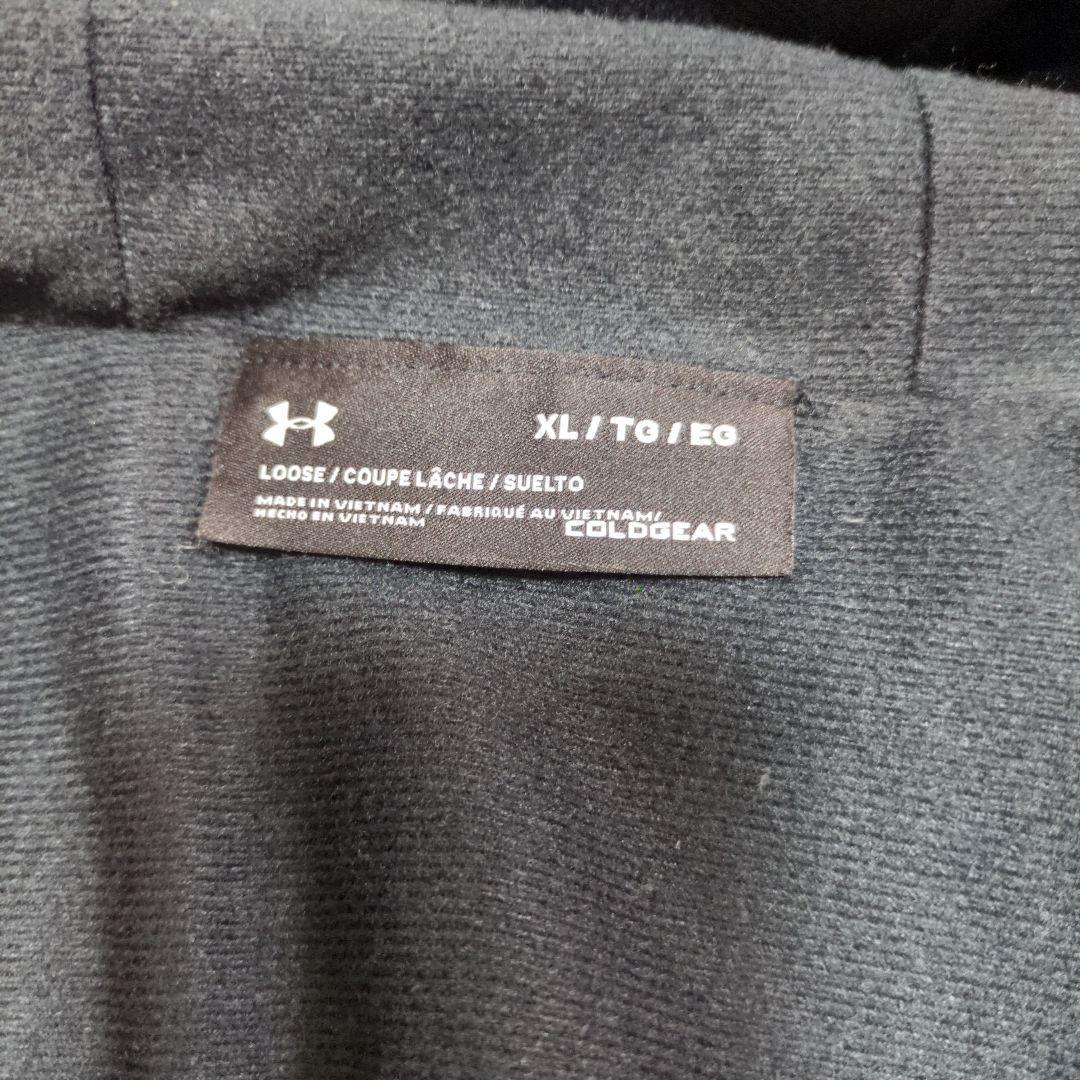 XL / TG / EG
LOOSE / COUPE LÂCHE / SUELTO
MADE IN VIETNAM / FABRIQUÉ AU VIETNAM/
HECHO EN VIETNAM
COLDGEAR